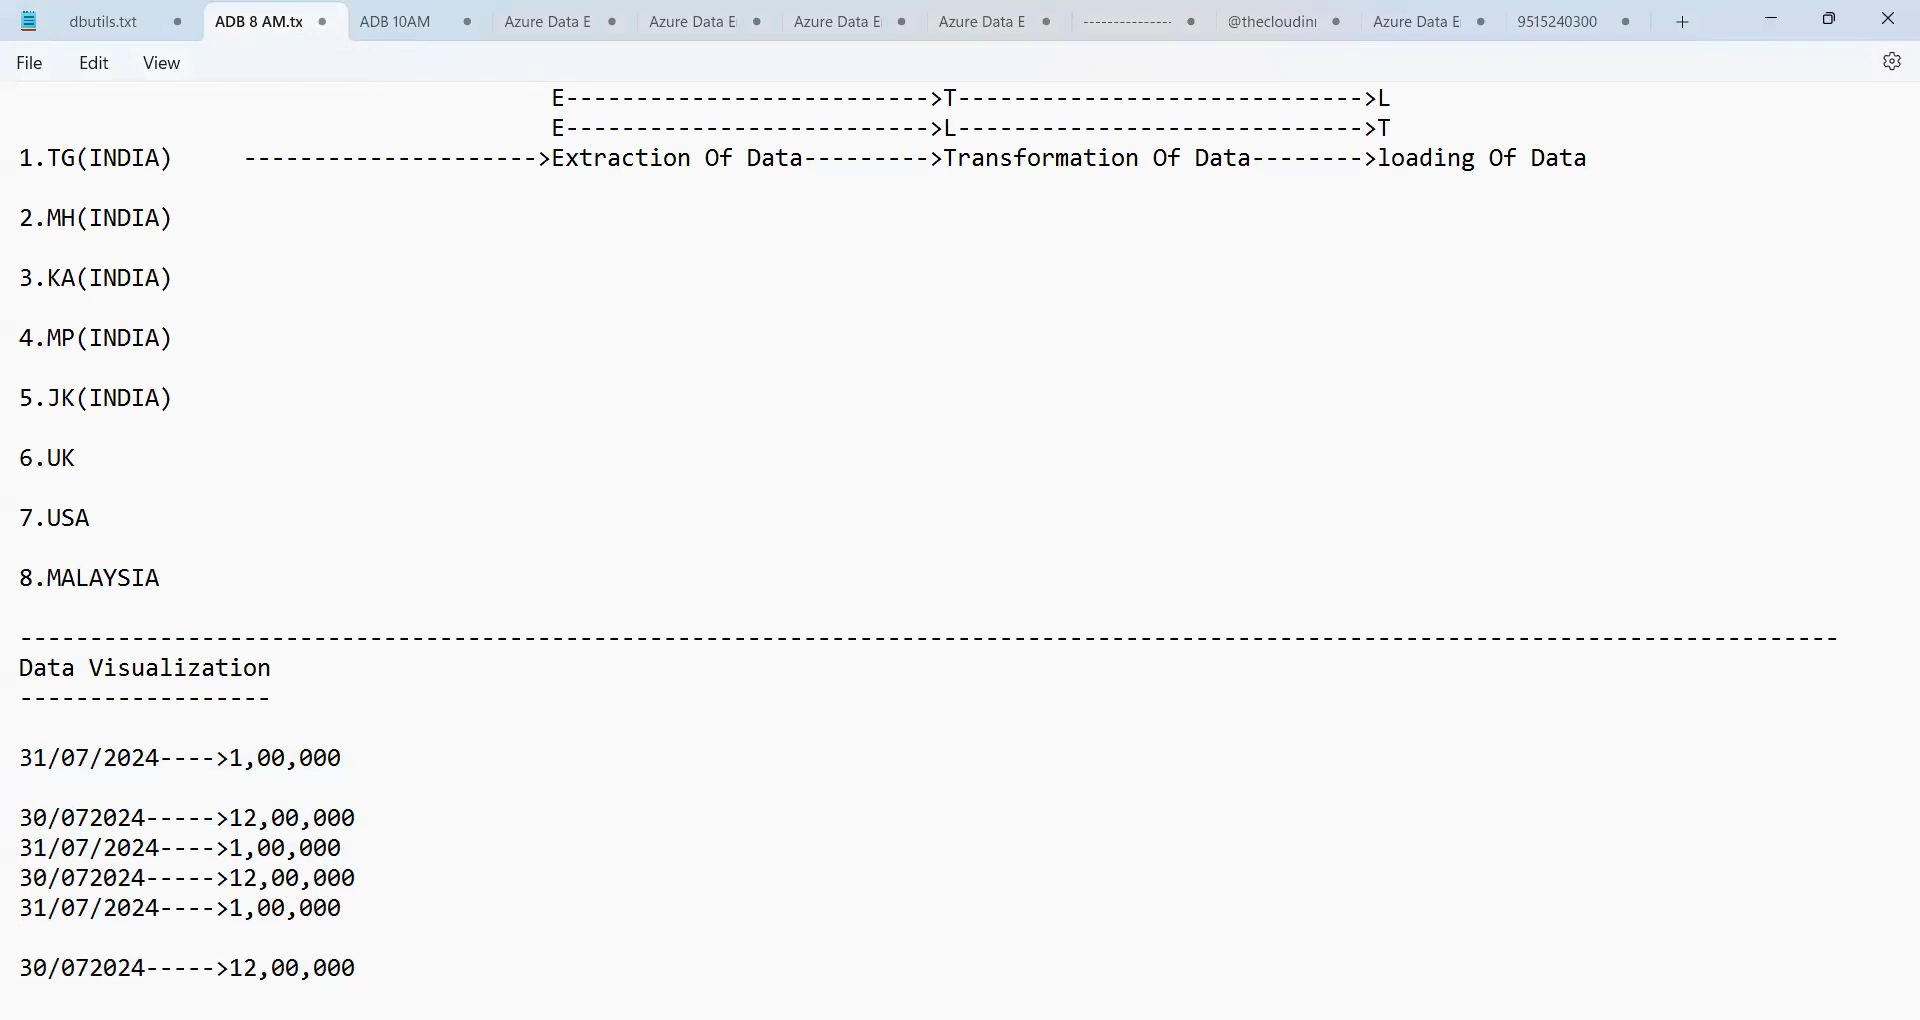 dbutils.txt ADB 8 AM.tx ADB 10AM Azure Data E Azure Data E Azure Data E Azure Data E ---------------- @thecloudini Azure Data E 9515240300
File Edit View
E-------------------------->T----------------------------->L
E-------------------------->L----------------------------->T
1.TG(INDIA) --------------------->Extraction Of Data--------->Transformation Of Data-------->loading Of Data
2.MH(INDIA)
3.KA(INDIA)
4.MP(INDIA)
5.JK(INDIA)
6.UK
7.USA
8.MALAYSIA
----------------------------------------------------------------------------------------------------------------------------------
Data Visualization
------------------
31/07/2024---->1,00,000
30/072024----->12,00,000
31/07/2024---->1,00,000
30/072024----->12,00,000
31/07/2024---->1,00,000
30/072024----->12,00,000